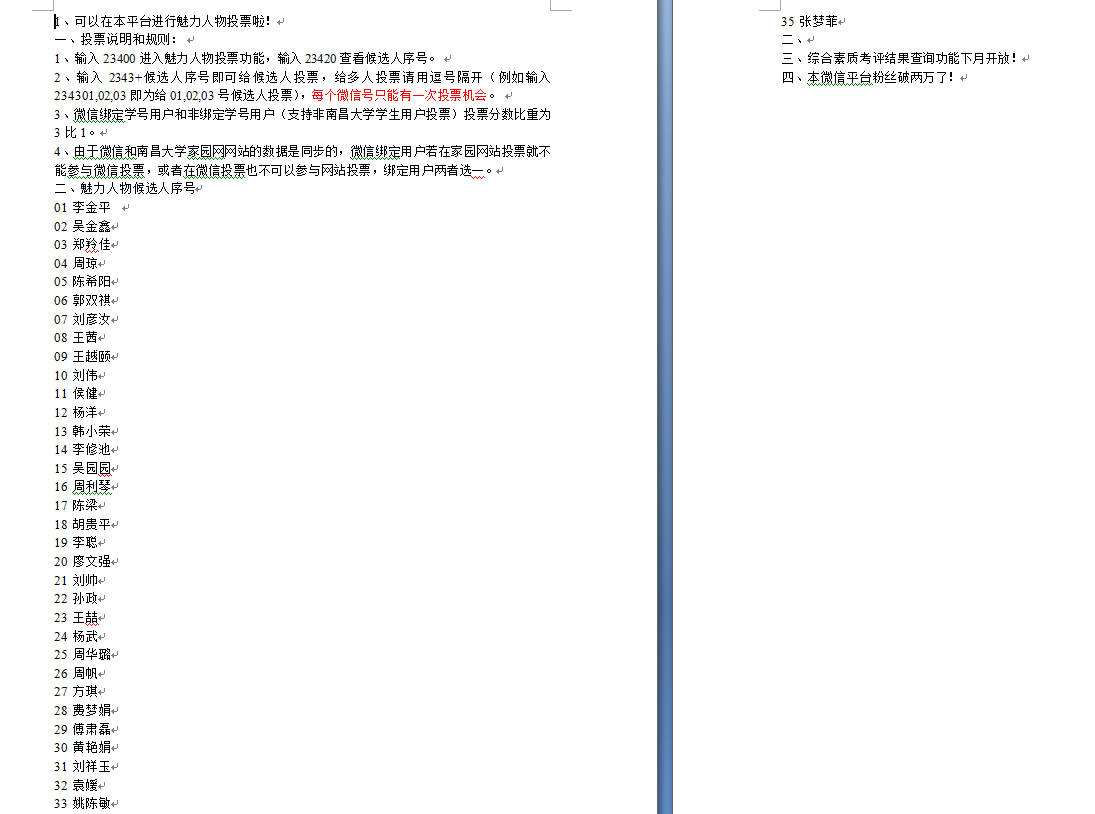 1、可以在本平台进行魅力人物投票啦！
一、投票说明和规则：
1、输入 23400 进入魅力人物投票功能，输入 23420 查看候选人序号。
2、输入 2343+候选人序号即可给候选人投票，给多人投票请用逗号隔开（例如输入
234301,02,03 即为给 01,02,03 号候选人投票），每个微信号只能有一次投票机会。
3、微信绑定学号用户和非绑定学号用户（支持非南昌大学学生用户投票）投票分数比重为
3 比 1。
4、由于微信和南昌大学家园网网站的数据是同步的，微信绑定用户若在家园网站投票就不
能参与微信投票，或者在微信投票也不可以参与网站投票，绑定用户两者选一。
二、魅力人物候选人序号
01 李金平
02 吴金鑫
03 郑羚佳
04 周琼
05 陈希阳
06 郭双祺
07 刘彦汝
08 王茜
09 王越颐
10 刘伟
11 侯健
12 杨洋
13 韩小荣
14 李修池
15 吴园园
16 周利琴
17 陈梁
18 胡贵平
19 李聪
20 廖文强
21 刘帅
22 孙政
23 王喆
24 杨武
25 周华璐
26 周帆
27 方琪
28 费梦娟
29 傅肃磊
30 黄艳娟
31 刘祥玉
32 袁媛
33 姚陈敏
35 张梦菲
二、
三、综合素质考评结果查询功能下月开放！
四、本微信平台粉丝破两万了！